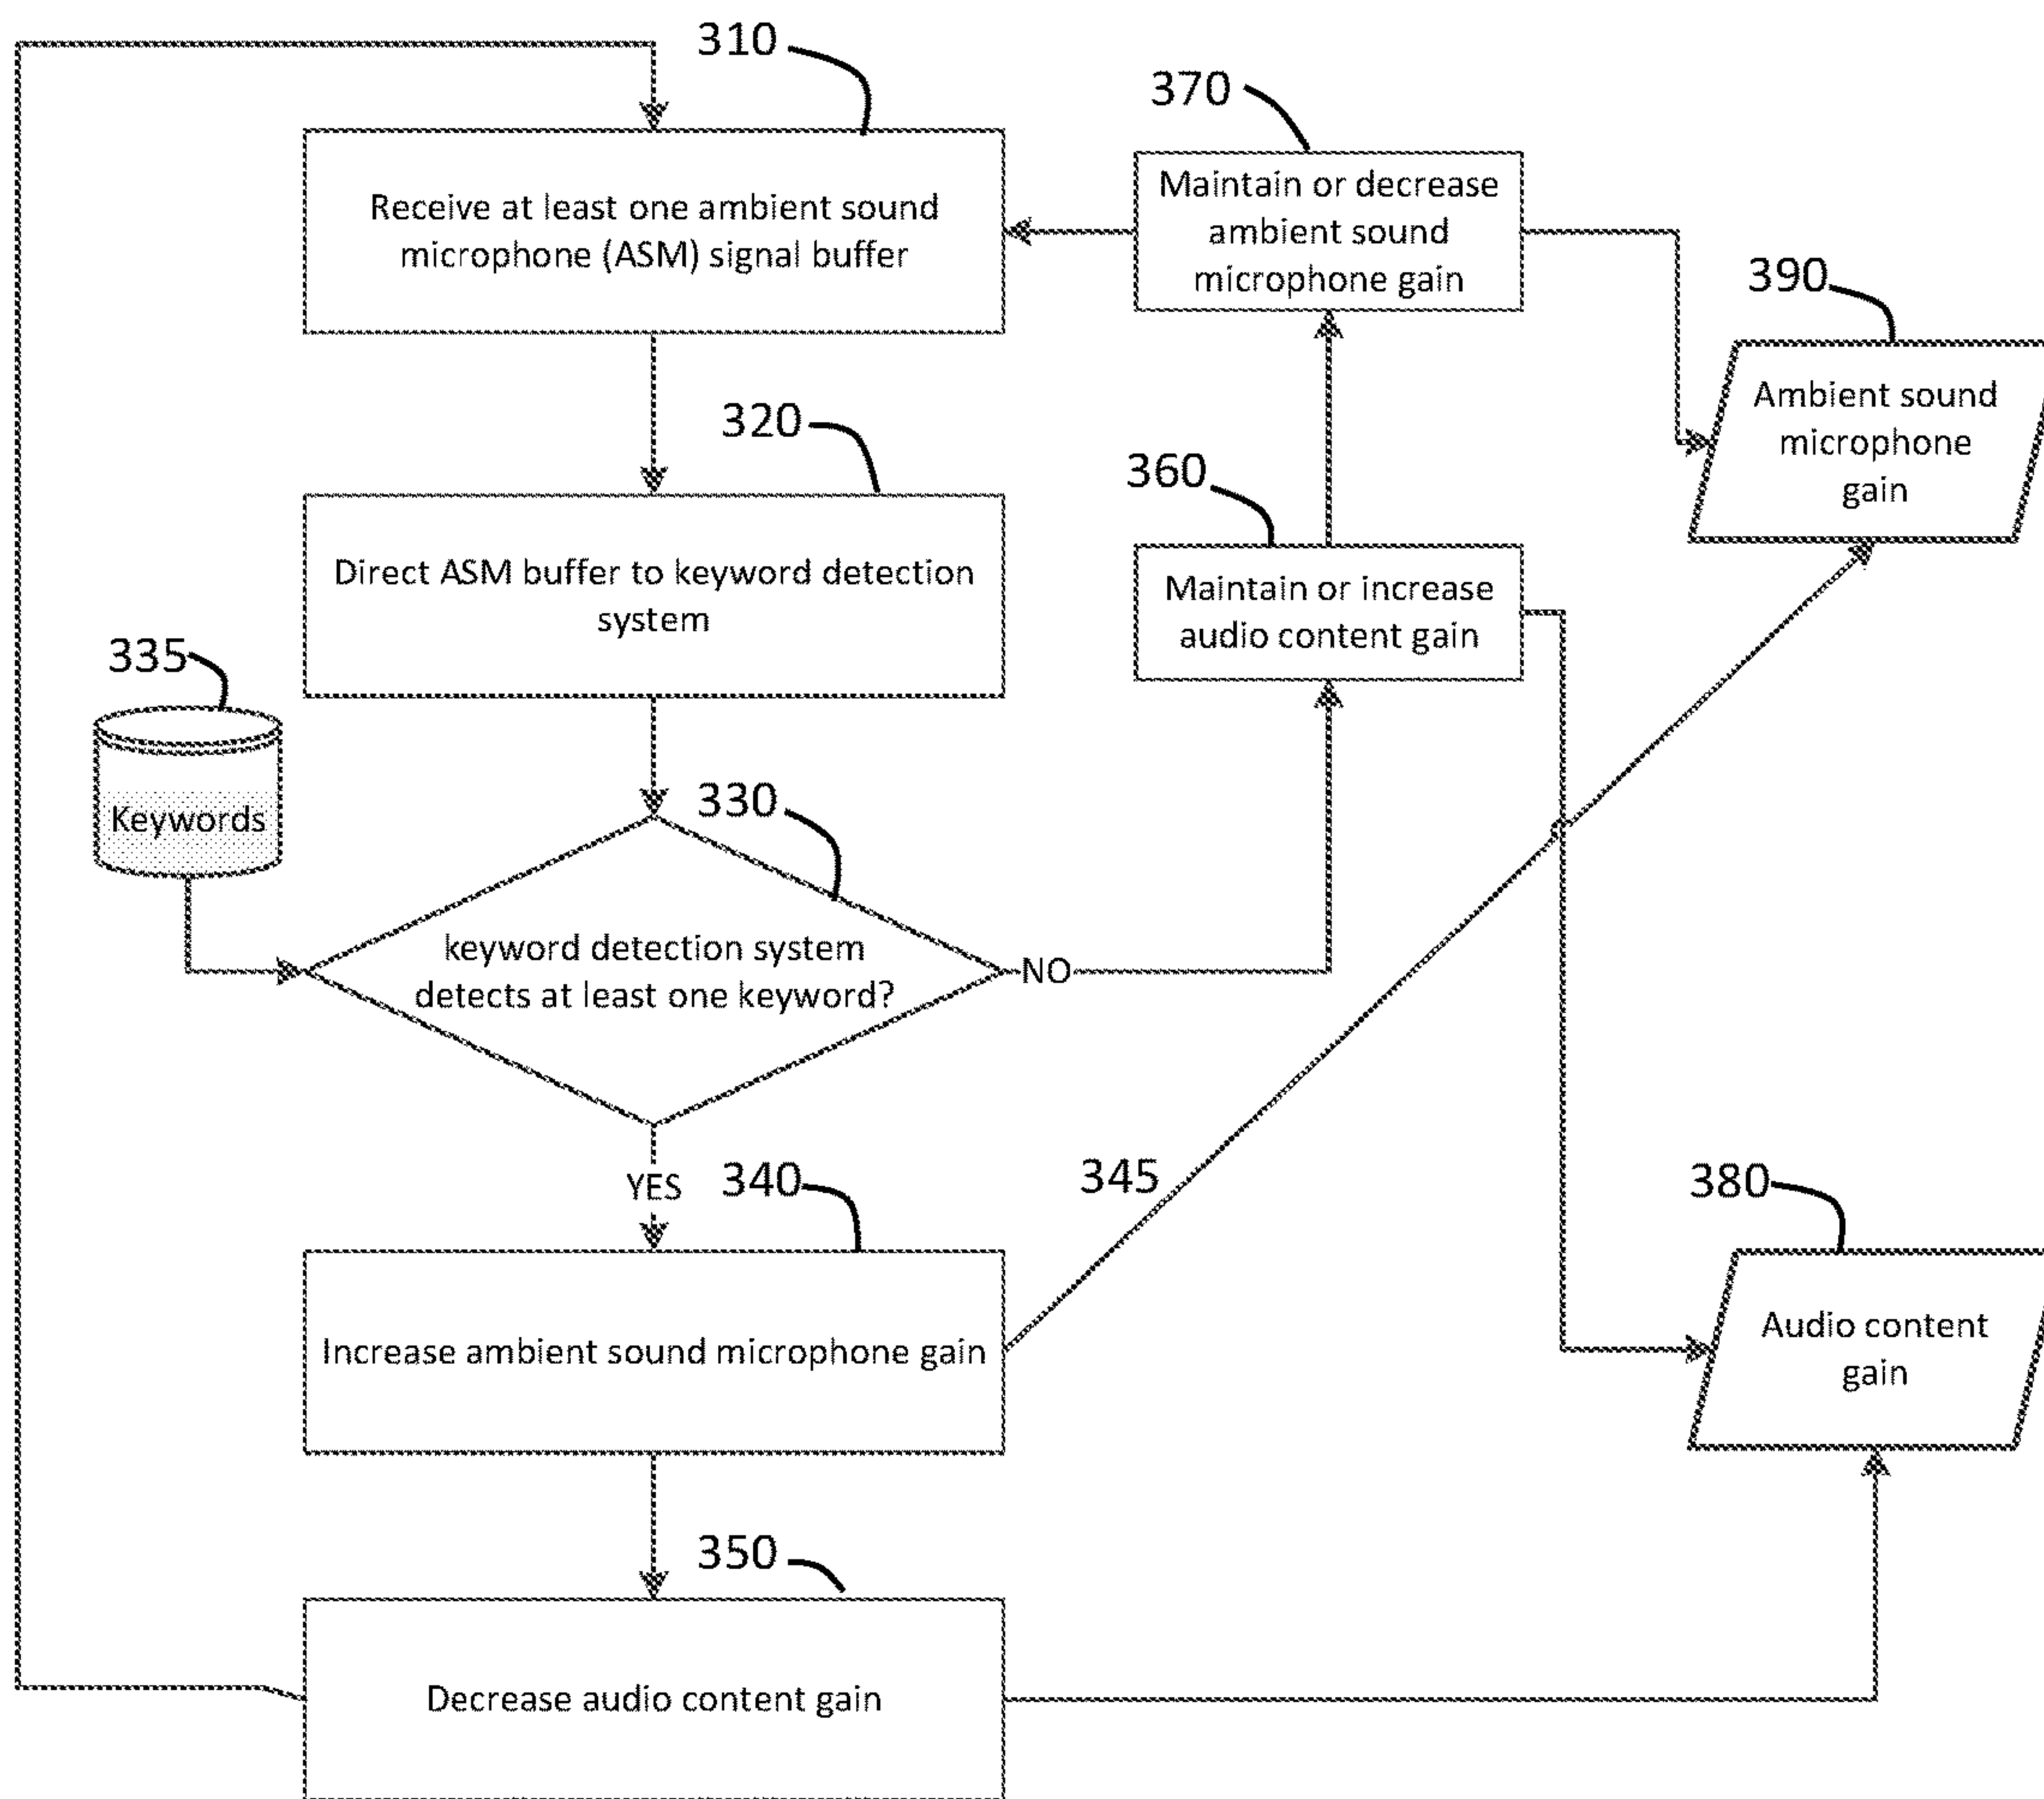 310
370
Receive at least one ambient sound
microphone (ASM) signal buffer
Maintain or decrease
ambient sound
microphone gain
390
Ambient sound
microphone
gain
320
360
Direct ASM buffer to keyword detection
system
Maintain or increase
audio content gain
335
Keywords
330
keyword detection system
detects at least one keyword?
NO
YES
340
345
380
Increase ambient sound microphone gain
Audio content
gain
350
Decrease audio content gain